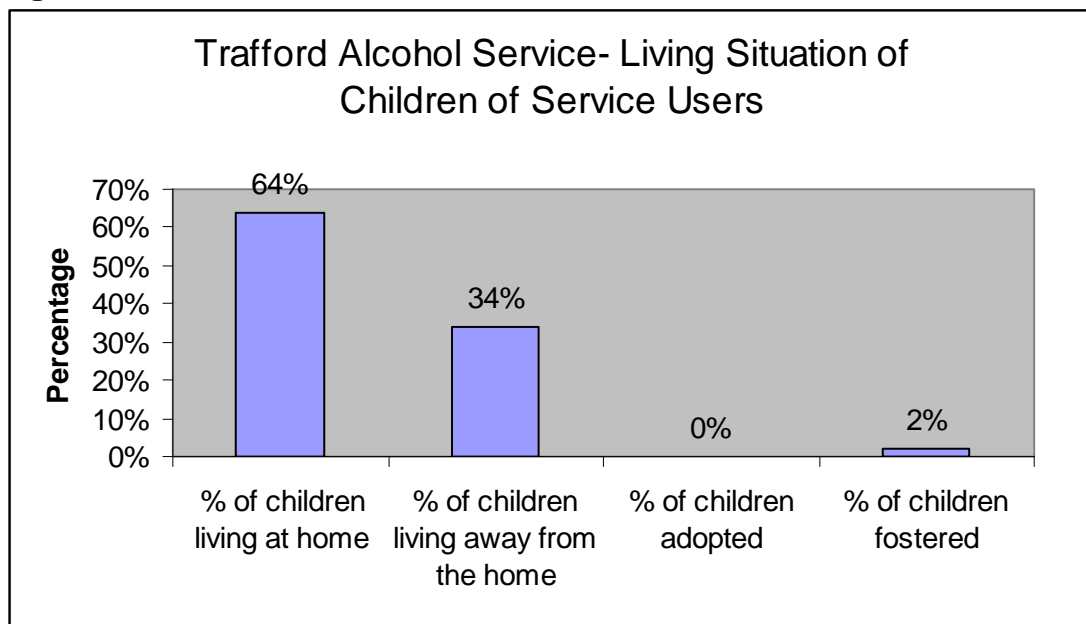 Trafford Alcohol Service- Living Situation of
Children of Service Users
Percentage
70%
60%
50%
40%
30%
20%
10%
0%
64%
34%
0%
2%
% of children
living at home
% of children
living away from
the home
% of children
adopted
% of children
fostered